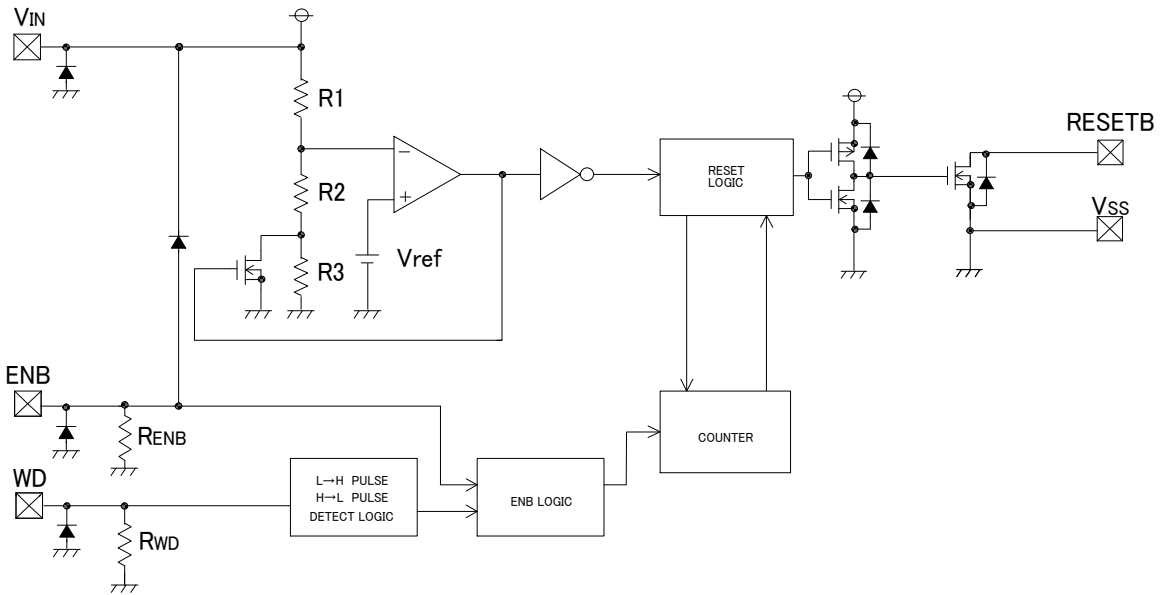 VIN
R1
R2
R3
Vref
RESET
LOGIC
RESETB
VSS
ENB
RENB
WD
RWD
L→H PULSE
H→L PULSE
DETECT LOGIC
ENB LOGIC
COUNTER